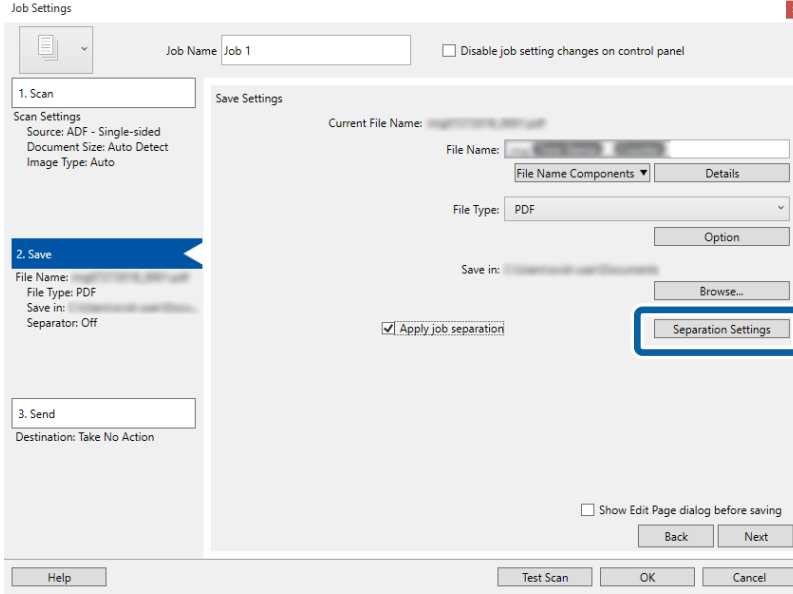 Job Settings
Job Name Job 1
Disable job setting changes on control panel
1. Scan
Scan Settings
Source: ADF - Single-sided
Document Size: Auto Detect
Image Type: Auto
2. Save
File Name:
File Type: PDF
Save in:
Separator: Off
3. Send
Destination: Take No Action
Save Settings
Current File Name:
File Name:
File Name Components ▼ Details
File Type: PDF
Option
Save in:
Browse...
Apply job separation
Separation Settings
Show Edit Page dialog before saving
Back Next
Help Test Scan OK Cancel